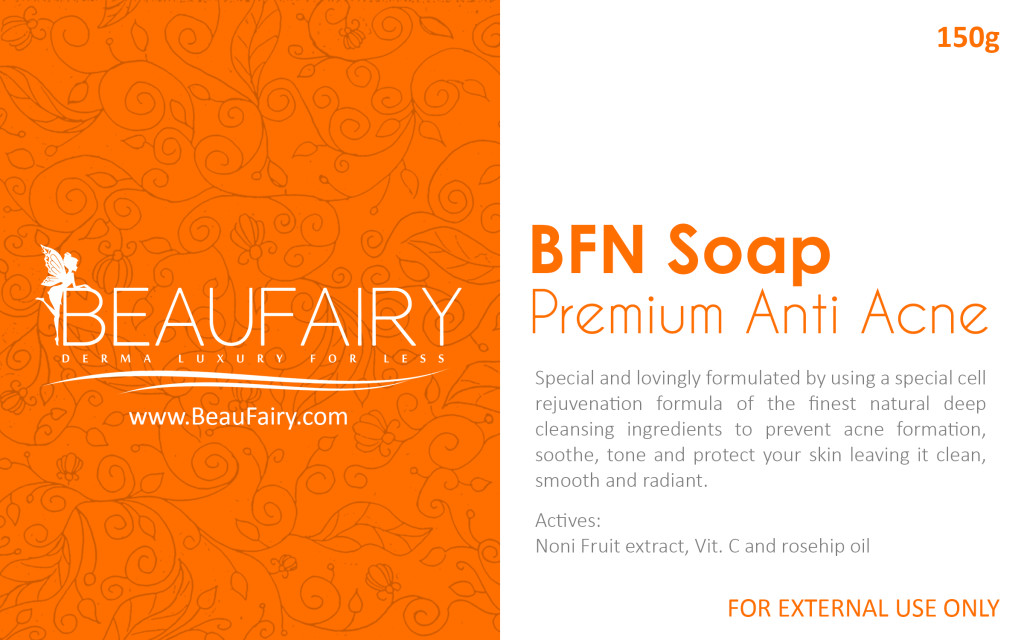 BEAUFAIRY
DERMA LUXURY FOR LESS
www.BeauFairy.com
150g
BFN Soap
Premium Anti Acne
Special and lovingly formulated by using a special cell
rejuvenation formula of the finest natural deep
cleansing ingredients to prevent acne formation,
soothe, tone and protect your skin leaving it clean,
smooth and radiant.
Actives:
Noni Fruit extract, Vit. C and rosehip oil
FOR EXTERNAL USE ONLY